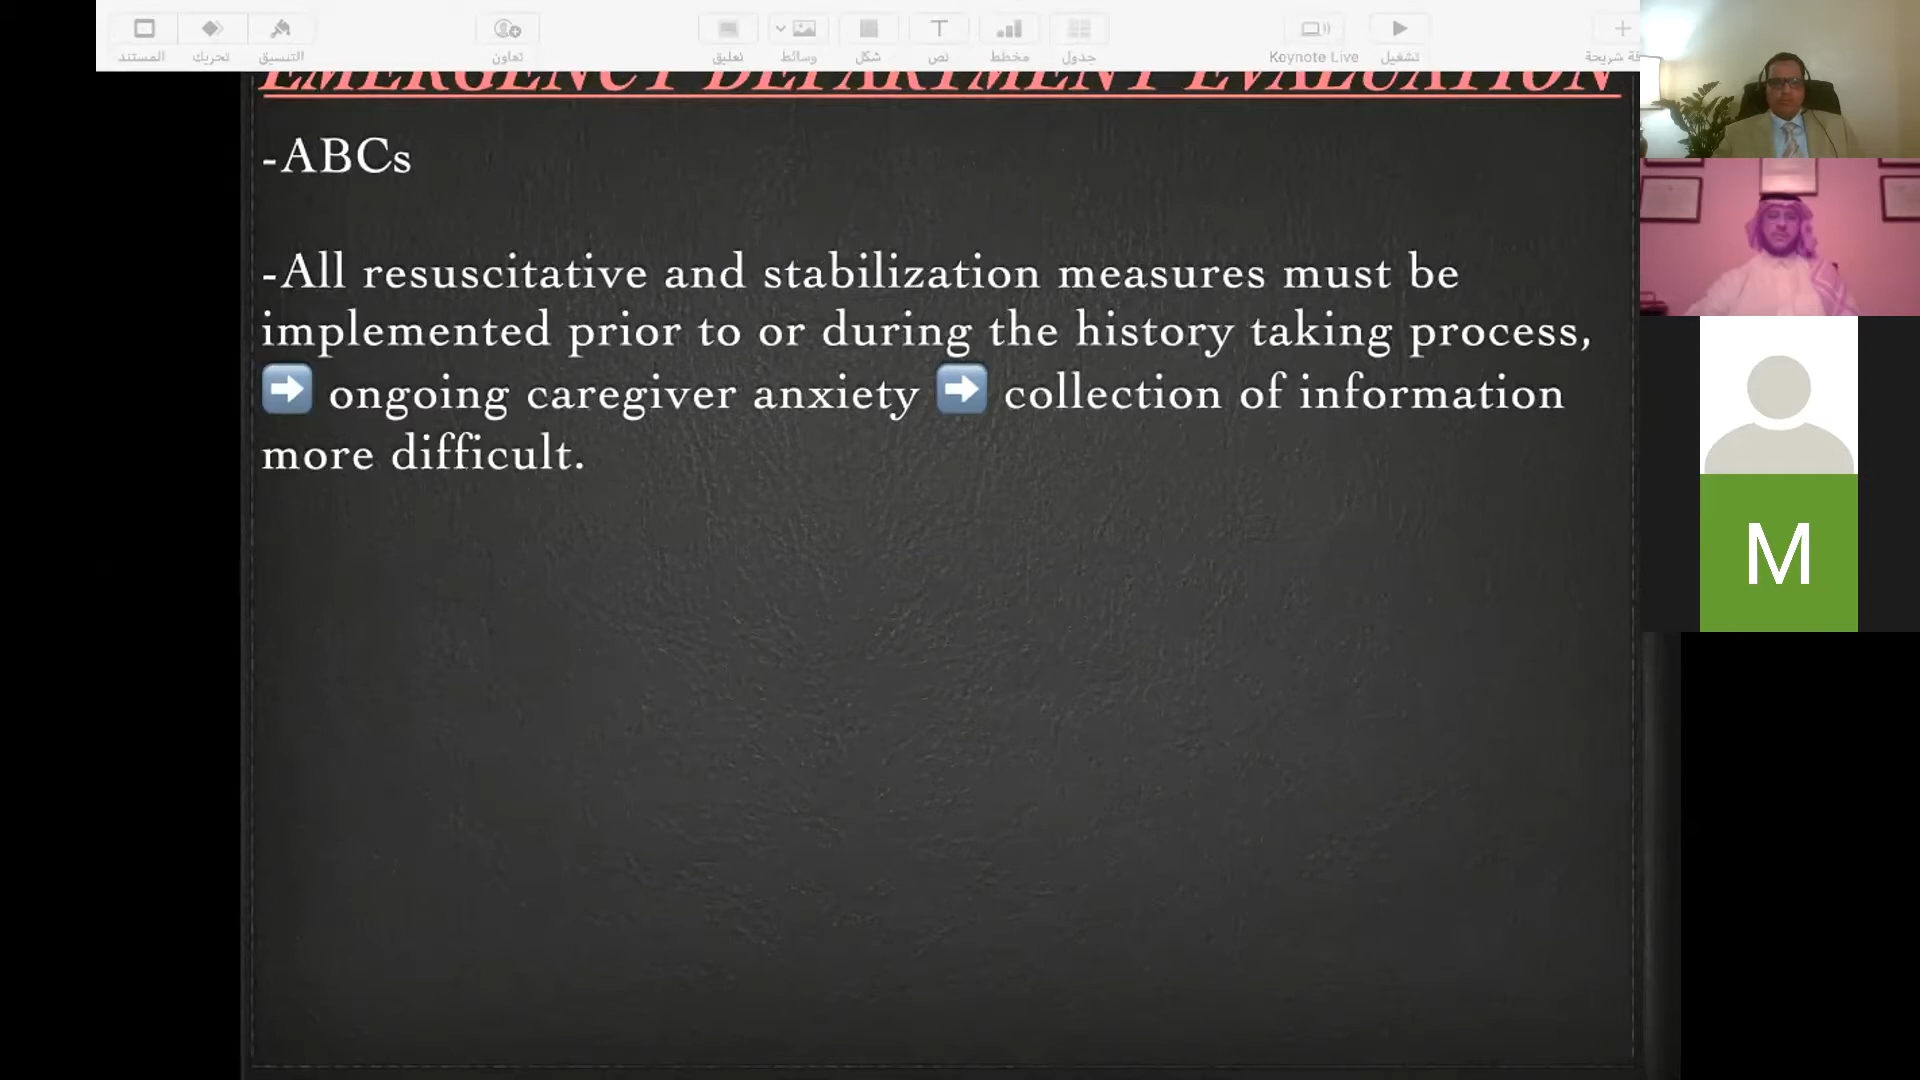 المستند
تحريك
التنسيق
تعاون
تعليق
وسائط
شكل
نص
مخطط
جدول
Keynote Live
تشغيل
شريحة
EMERGENCY DEPARTMENT EVALUATION
-ABCs
-All resuscitative and stabilization measures must be
implemented prior to or during the history taking process,
➡️ ongoing caregiver anxiety ➡️ collection of information
more difficult.
M